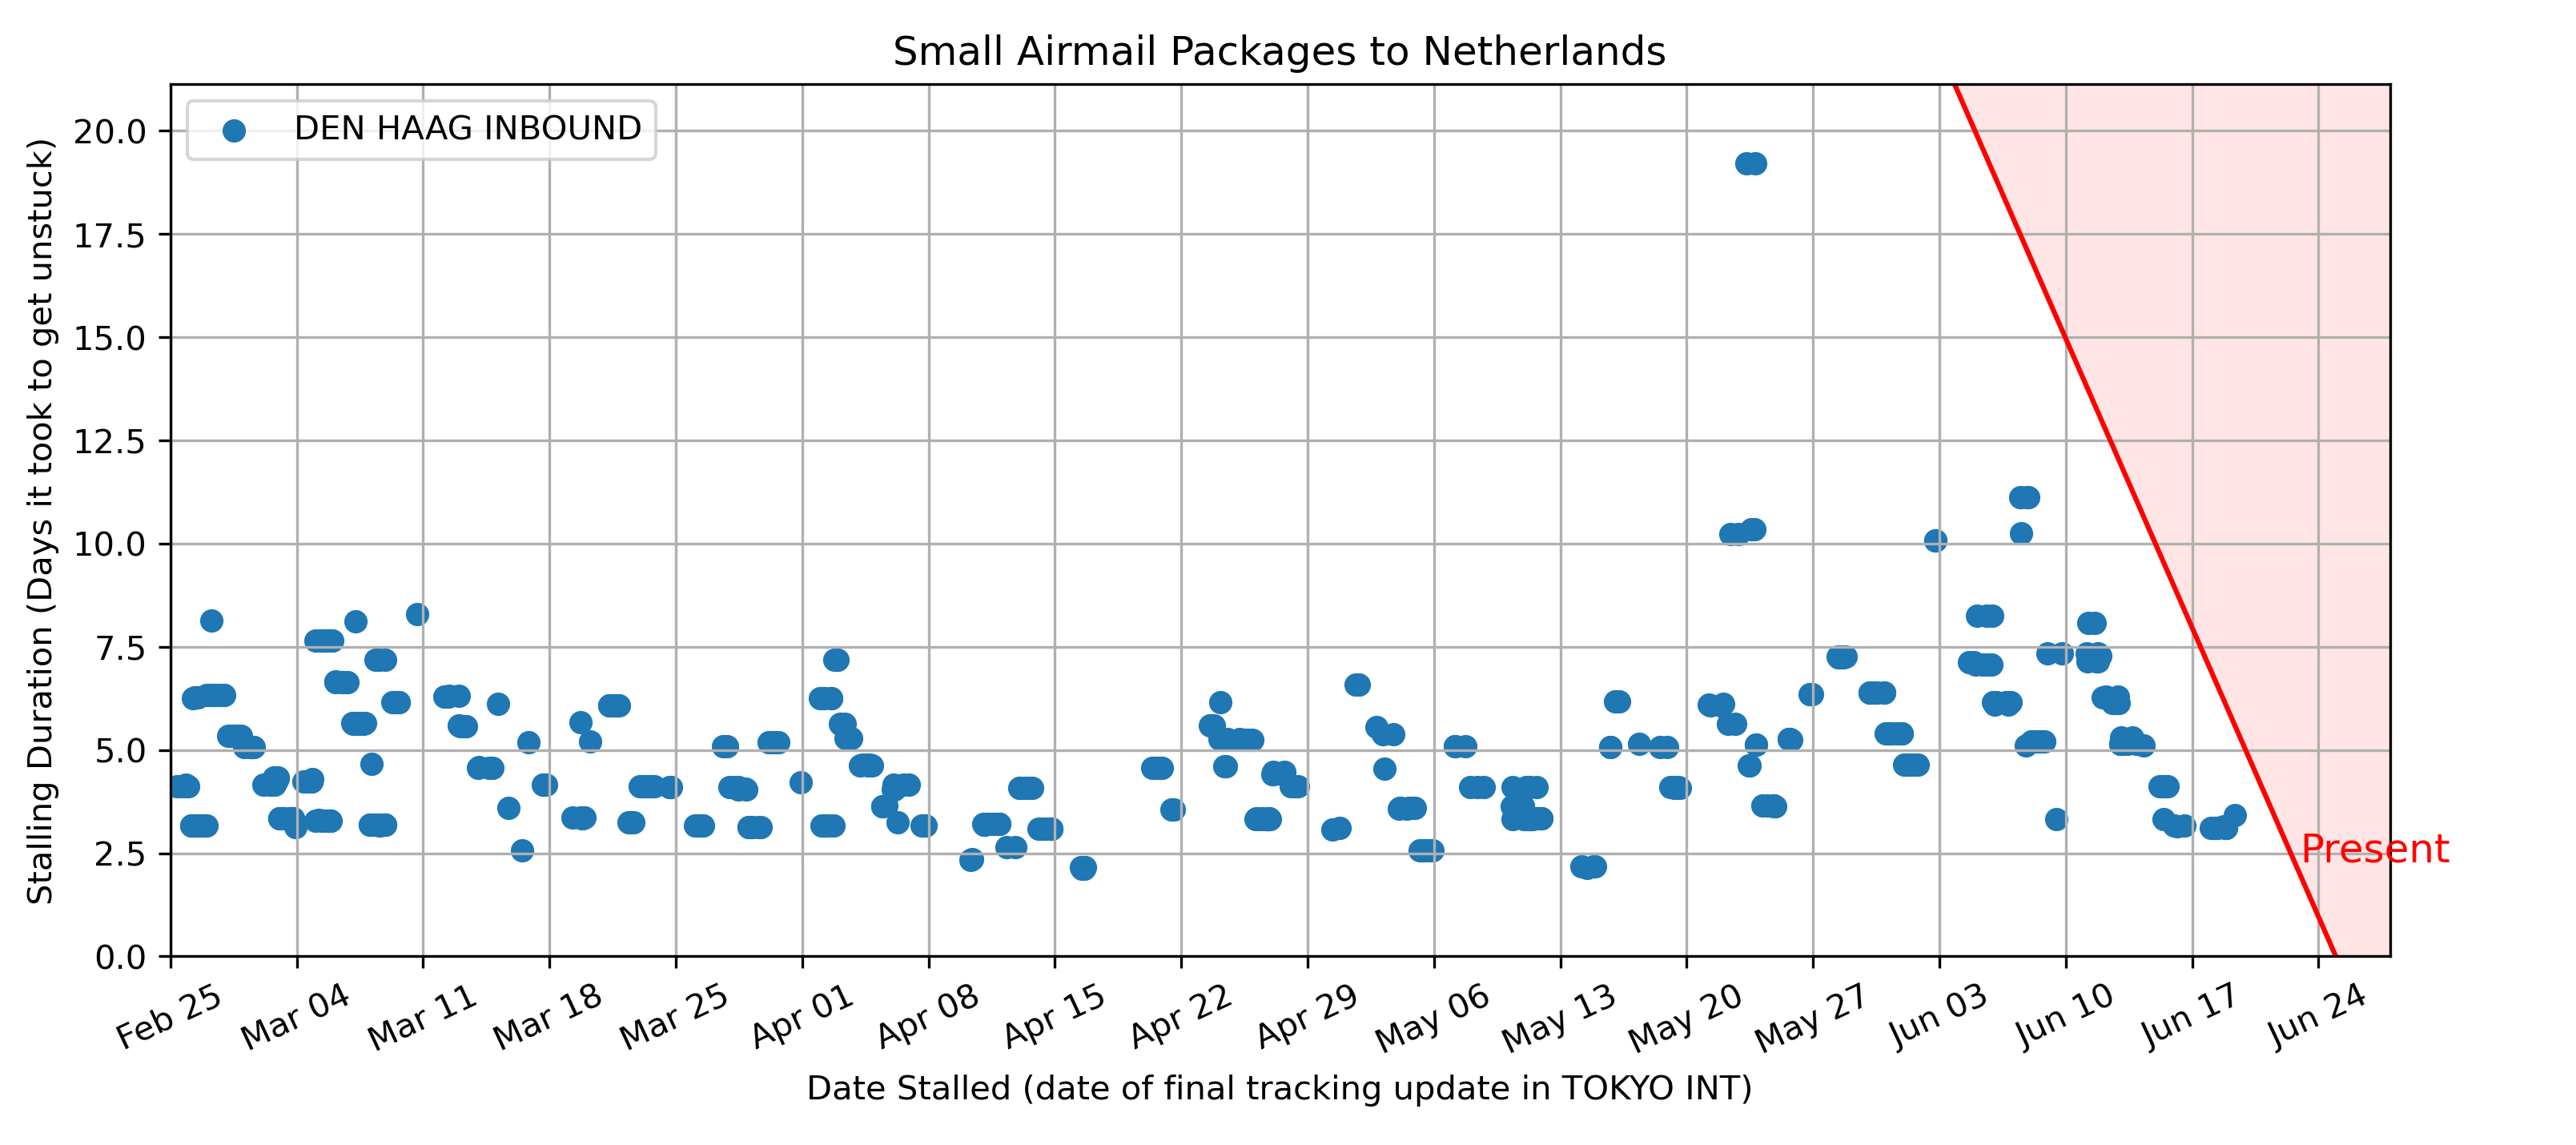 Small Airmail Packages to Netherlands
DEN HAAG INBOUND
Stalling Duration (Days it took to get unstuck)
20.0
17.5
15.0
12.5
10.0
7.5
5.0
2.5
0.0
Present
Feb 25
Mar 04
Mar 11
Mar 18
Mar 25
Apr 01
Apr 08
Apr 15
Apr 22
Apr 29
May 06
May 13
May 20
May 27
Jun 03
Jun 10
Jun 17
Jun 24
Date Stalled (date of final tracking update in TOKYO INT)